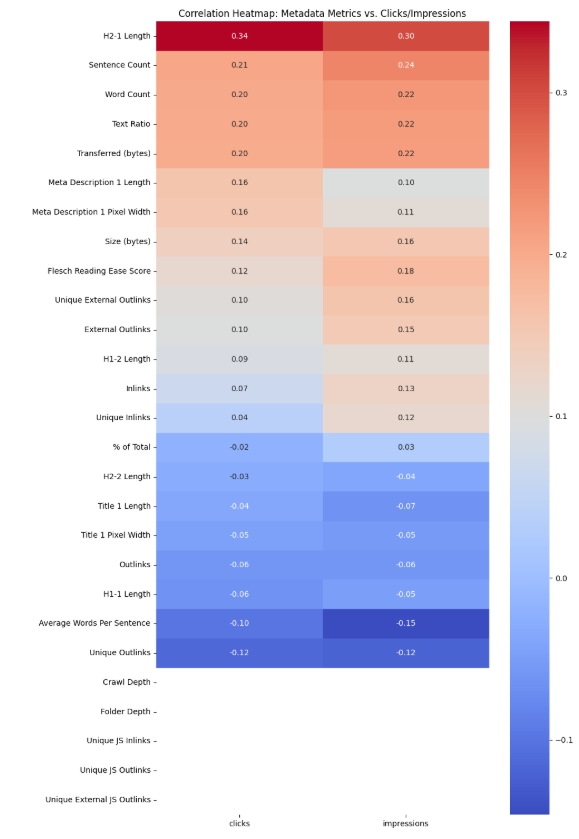 Correlation Heatmap: Metadata Metrics vs. Clicks/Impressions
H2-1 Length 0.34 0.30
Sentence Count 0.21 0.24
Word Count 0.20 0.22
Text Ratio 0.20 0.22
Transferred (bytes) 0.20 0.22
Meta Description 1 Length 0.16 0.10
Meta Description 1 Pixel Width 0.16 0.11
Size (bytes) 0.14 0.16
Flesch Reading Ease Score 0.12 0.18
Unique External Outlinks 0.10 0.16
External Outlinks 0.10 0.15
H1-2 Length 0.09 0.11
Inlinks 0.07 0.13
Unique Inlinks 0.04 0.12
% of Total -0.02 0.03
H2-2 Length -0.03 -0.04
Title 1 Length -0.04 -0.07
Title 1 Pixel Width -0.05 -0.05
Outlinks -0.06 -0.06
H1-1 Length -0.06 -0.05
Average Words Per Sentence -0.10 -0.15
Unique Outlinks -0.12 -0.12
Crawl Depth
Folder Depth
Unique JS Inlinks
Unique JS Outlinks
Unique External JS Outlinks
clicks impressions
0.3
0.2
0.1
0.0
−0.1